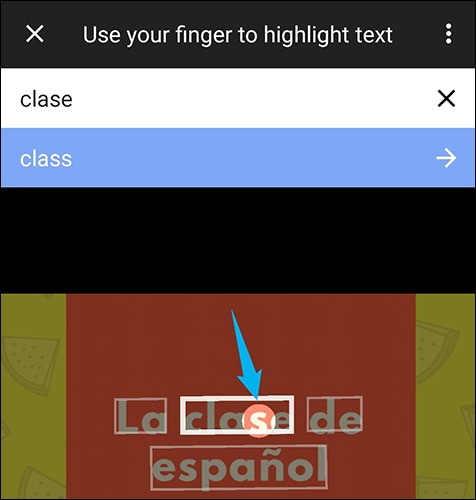 Use your finger to highlight text
clase
class
La clase de
español